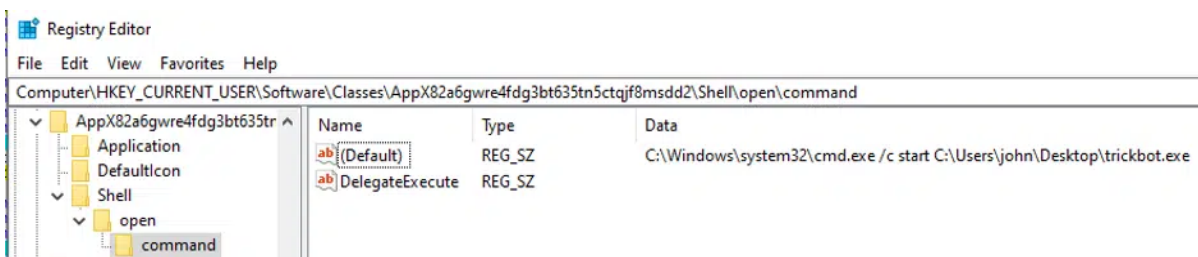 Registry Editor
File Edit View Favorites Help
Computer\HKEY_CURRENT_USER\Software\Classes\AppX82a6gwre4fdg3bt635tn5ctqjf8msdd2\Shell\open\command
AppX82a6gwre4fdg3bt635tr
Application
DefaultIcon
Shell
open
command
Name Type Data
ab (Default) REG_SZ C:\Windows\system32\cmd.exe /c start C:\Users\john\Desktop\trickbot.exe
ab DelegateExecute REG_SZ